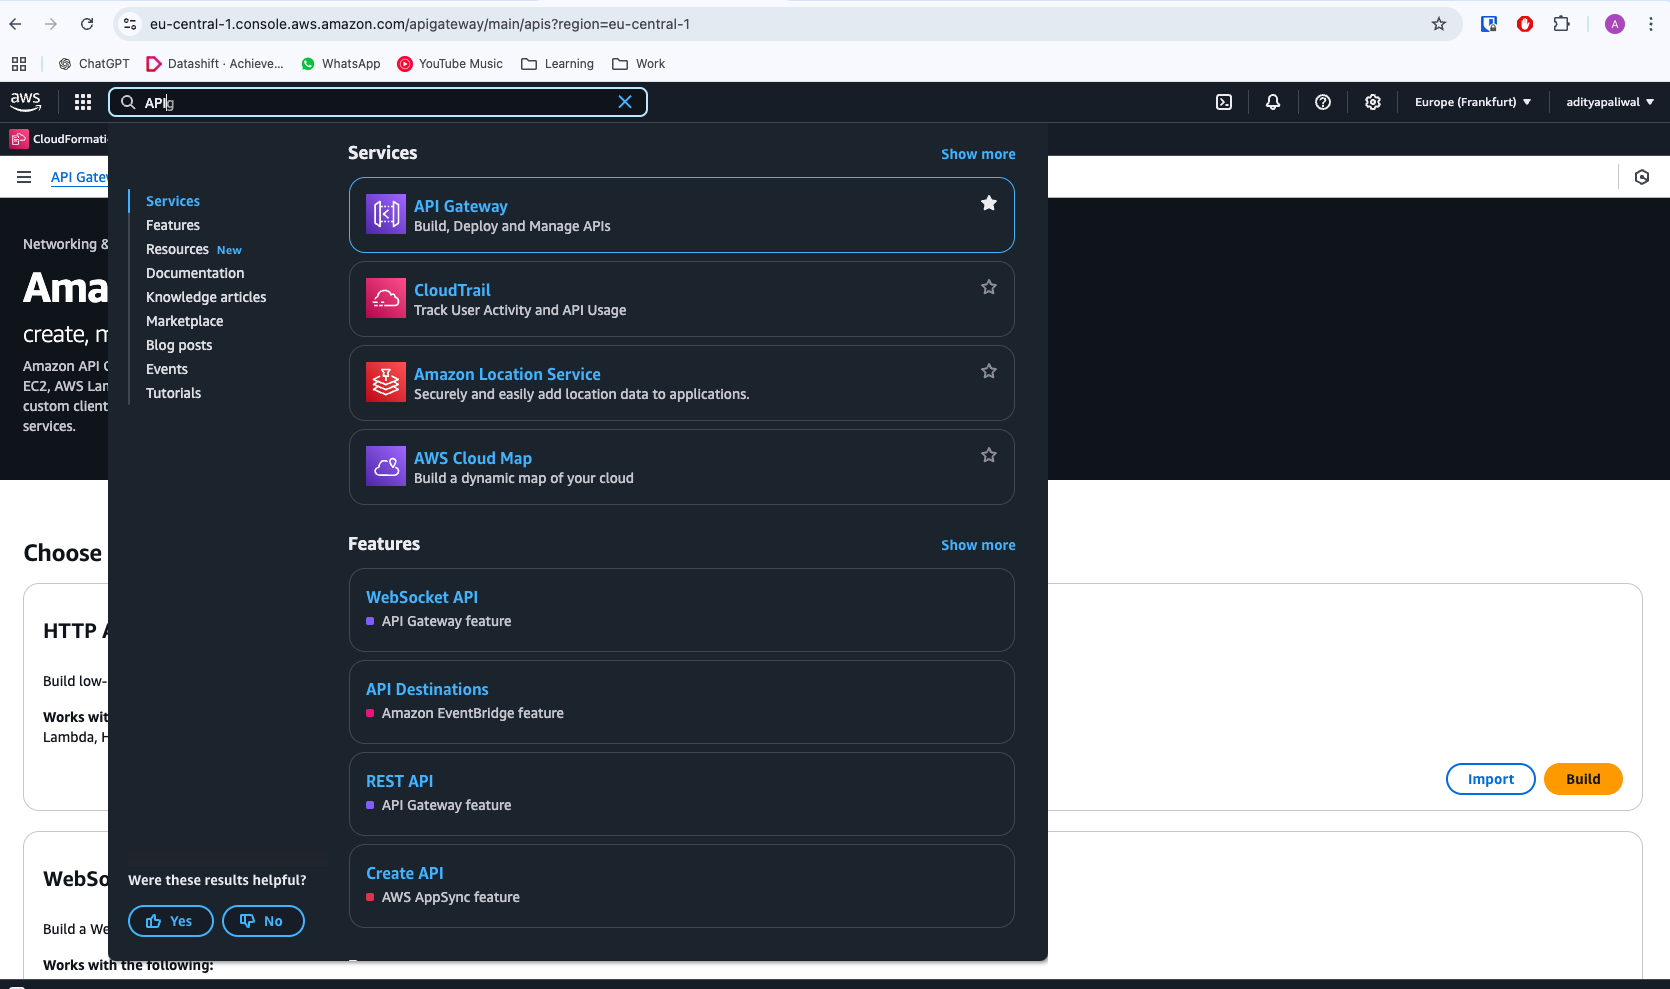 eu-central-1.console.aws.amazon.com/apigateway/main/apis?region=eu-central-1
A
ChatGPT
Datashift · Achieve...
WhatsApp
YouTube Music
Learning
Work
aws
APIg
Europe (Frankfurt)
adityapaliwal
CloudFormati
API Gatew
Networking &
Ama
create, m
Amazon API G
EC2, AWS Lam
custom client
services.
Choose
HTTP A
Build low-
Works wit
Lambda, H
Import
Build
WebSo
Build a We
Works with the following:
Services
Features
Resources New
Documentation
Knowledge articles
Marketplace
Blog posts
Events
Tutorials
Were these results helpful?
Yes
No
Services
Show more
API Gateway
Build, Deploy and Manage APIs
CloudTrail
Track User Activity and API Usage
Amazon Location Service
Securely and easily add location data to applications.
AWS Cloud Map
Build a dynamic map of your cloud
Features
Show more
WebSocket API
API Gateway feature
API Destinations
Amazon EventBridge feature
REST API
API Gateway feature
Create API
AWS AppSync feature